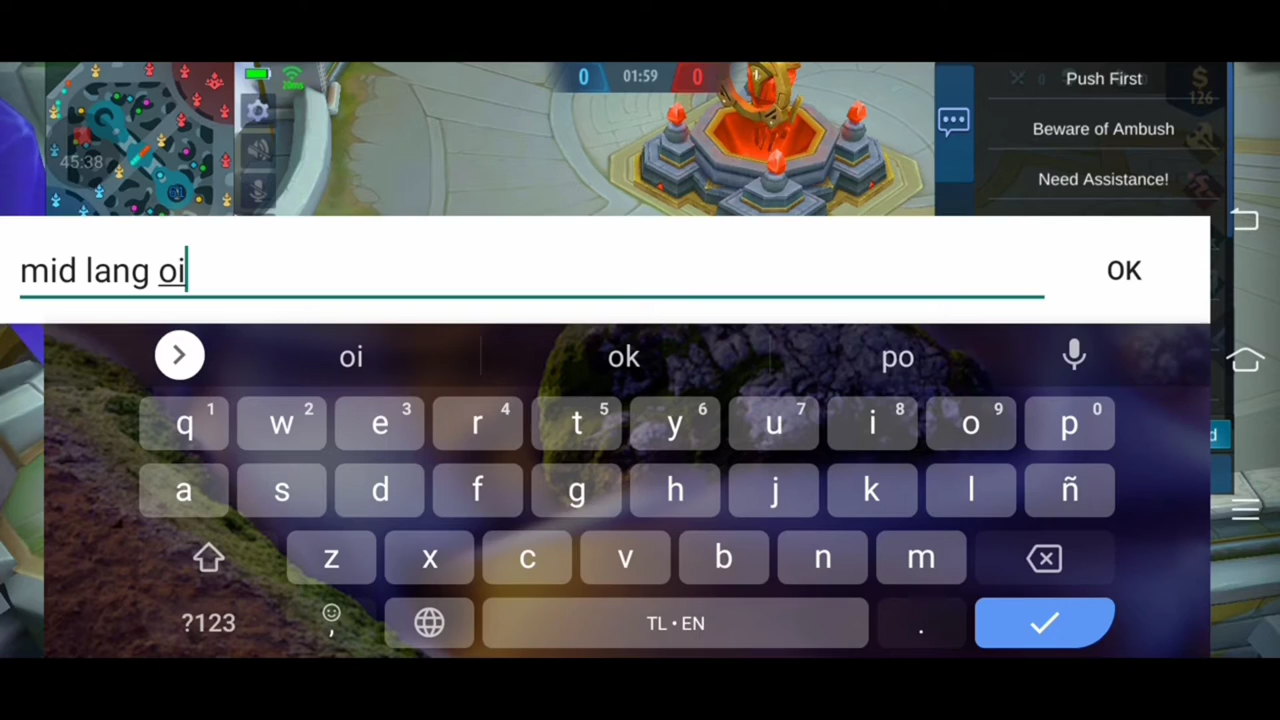 20ms
0 01:59 0
45:38
Push First
126
Beware of Ambush
Need Assistance!
mid lang oi
OK
oi ok po
q 1 w 2 e 3 r 4 t 5 y 6 u 7 i 8 o 9 p 0
a s d f g h j k l ñ
z x c v b n m
?123 , TL • EN .
d